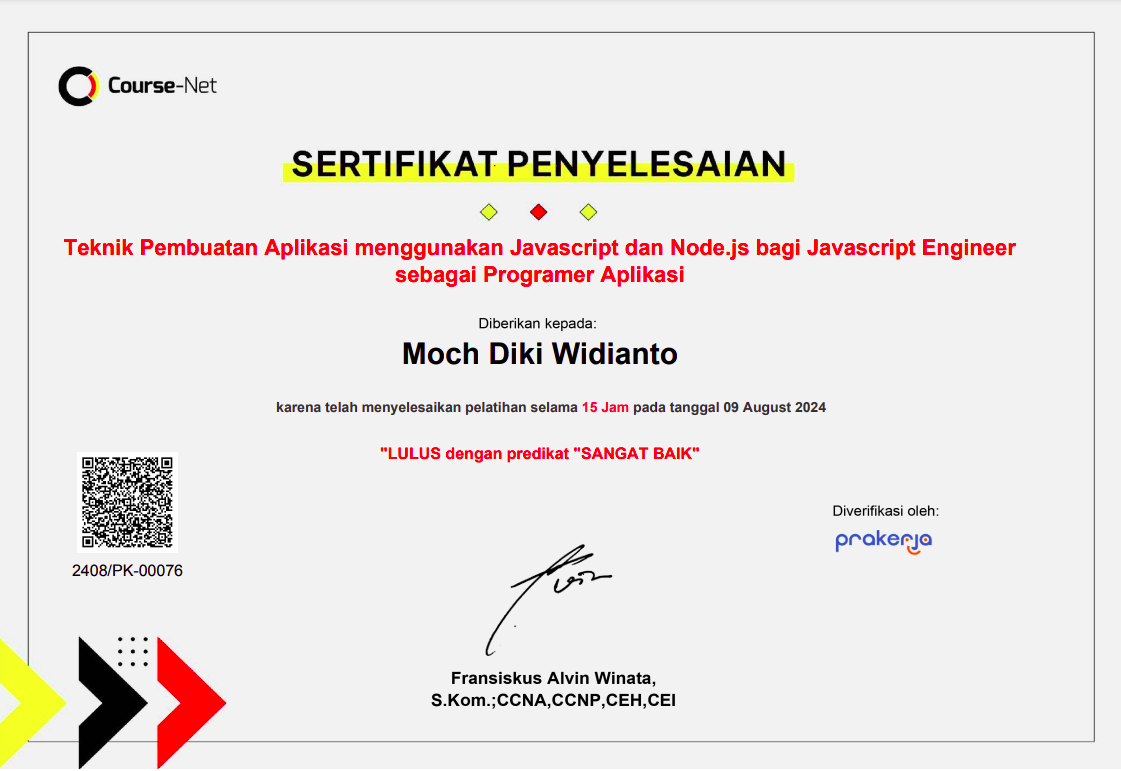 Course-Net
SERTIFIKAT PENYELESAIAN
Teknik Pembuatan Aplikasi menggunakan Javascript dan Node.js bagi Javascript Engineer
sebagai Programer Aplikasi
Diberikan kepada:
Moch Diki Widianto
karena telah menyelesaikan pelatihan selama 15 Jam pada tanggal 09 August 2024
"LULUS dengan predikat "SANGAT BAIK"
2408/PK-00076
Diverifikasi oleh:
prakerja
Fransiskus Alvin Winata,
S.Kom.;CCNA,CCNP,CEH,CEI